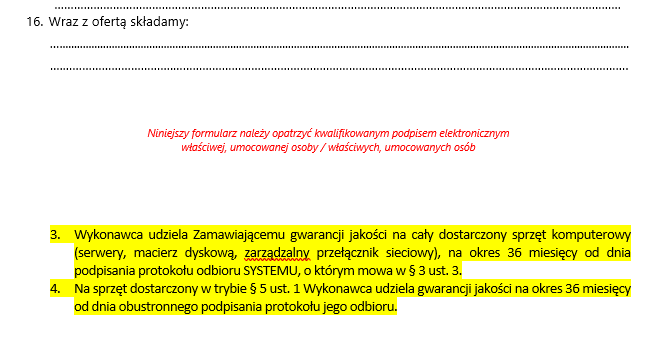 ................................................................................................................................................................
16. Wraz z ofertą składamy:
................................................................................................................................................................
................................................................................................................................................................
Niniejszy formularz należy opatrzyć kwalifikowanym podpisem elektronicznym
właściwej, umocowanej osoby / właściwych, umocowanych osób
3. Wykonawca udziela Zamawiającemu gwarancji jakości na cały dostarczony sprzęt komputerowy
(serwery, macierz dyskową, zarządzalny przełącznik sieciowy), na okres 36 miesięcy od dnia
podpisania protokołu odbioru SYSTEMU, o którym mowa w § 3 ust. 3.
4. Na sprzęt dostarczony w trybie § 5 ust. 1 Wykonawca udziela gwarancji jakości na okres 36 miesięcy
od dnia obustronnego podpisania protokołu jego odbioru.